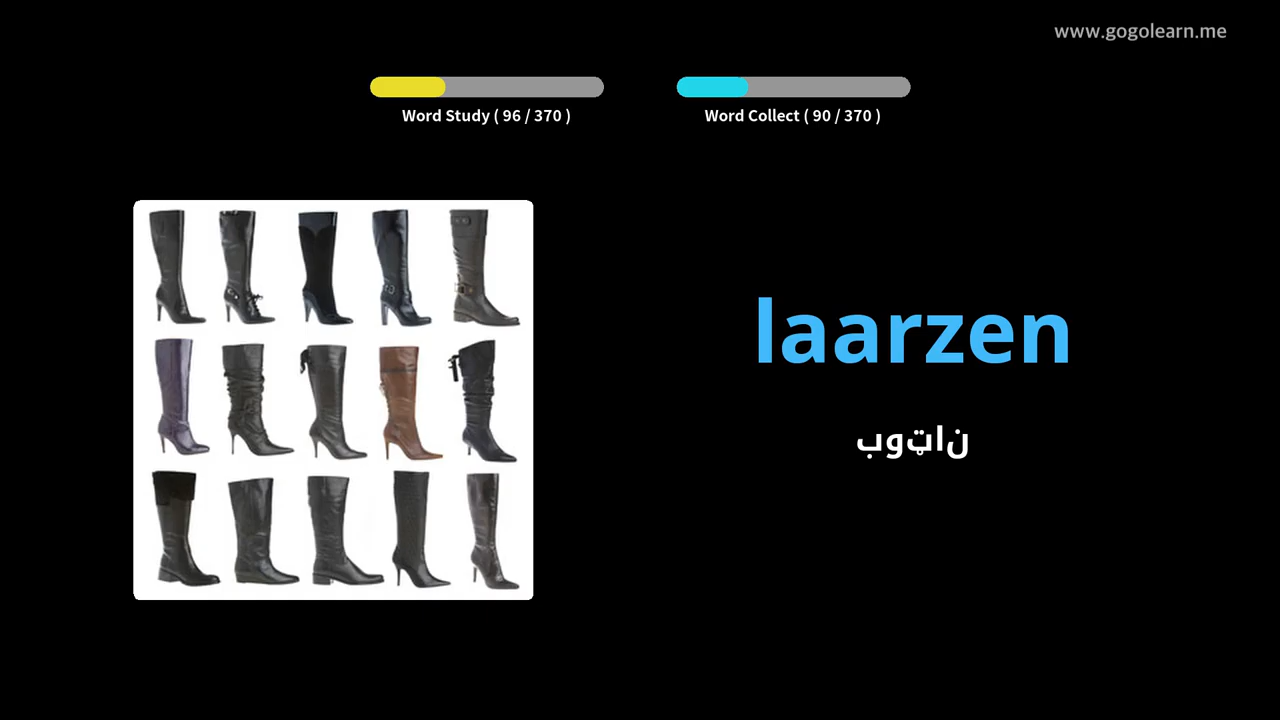 www.gogolearn.me
Word Study ( 96 / 370 )
Word Collect ( 90 / 370 )
laarzen
بوټان